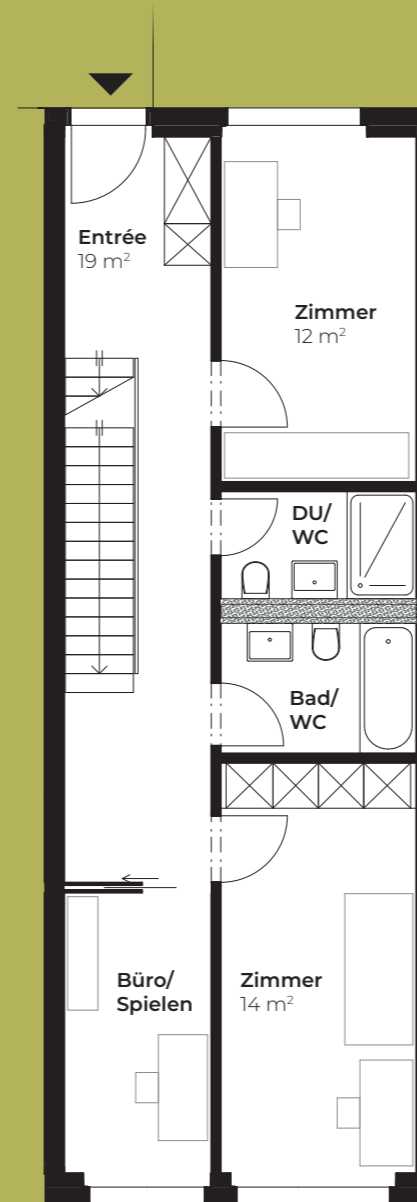 Entrée
19 m²
Zimmer
12 m²
DU/
WC
Bad/
WC
Büro/
Spielen
Zimmer
14 m²